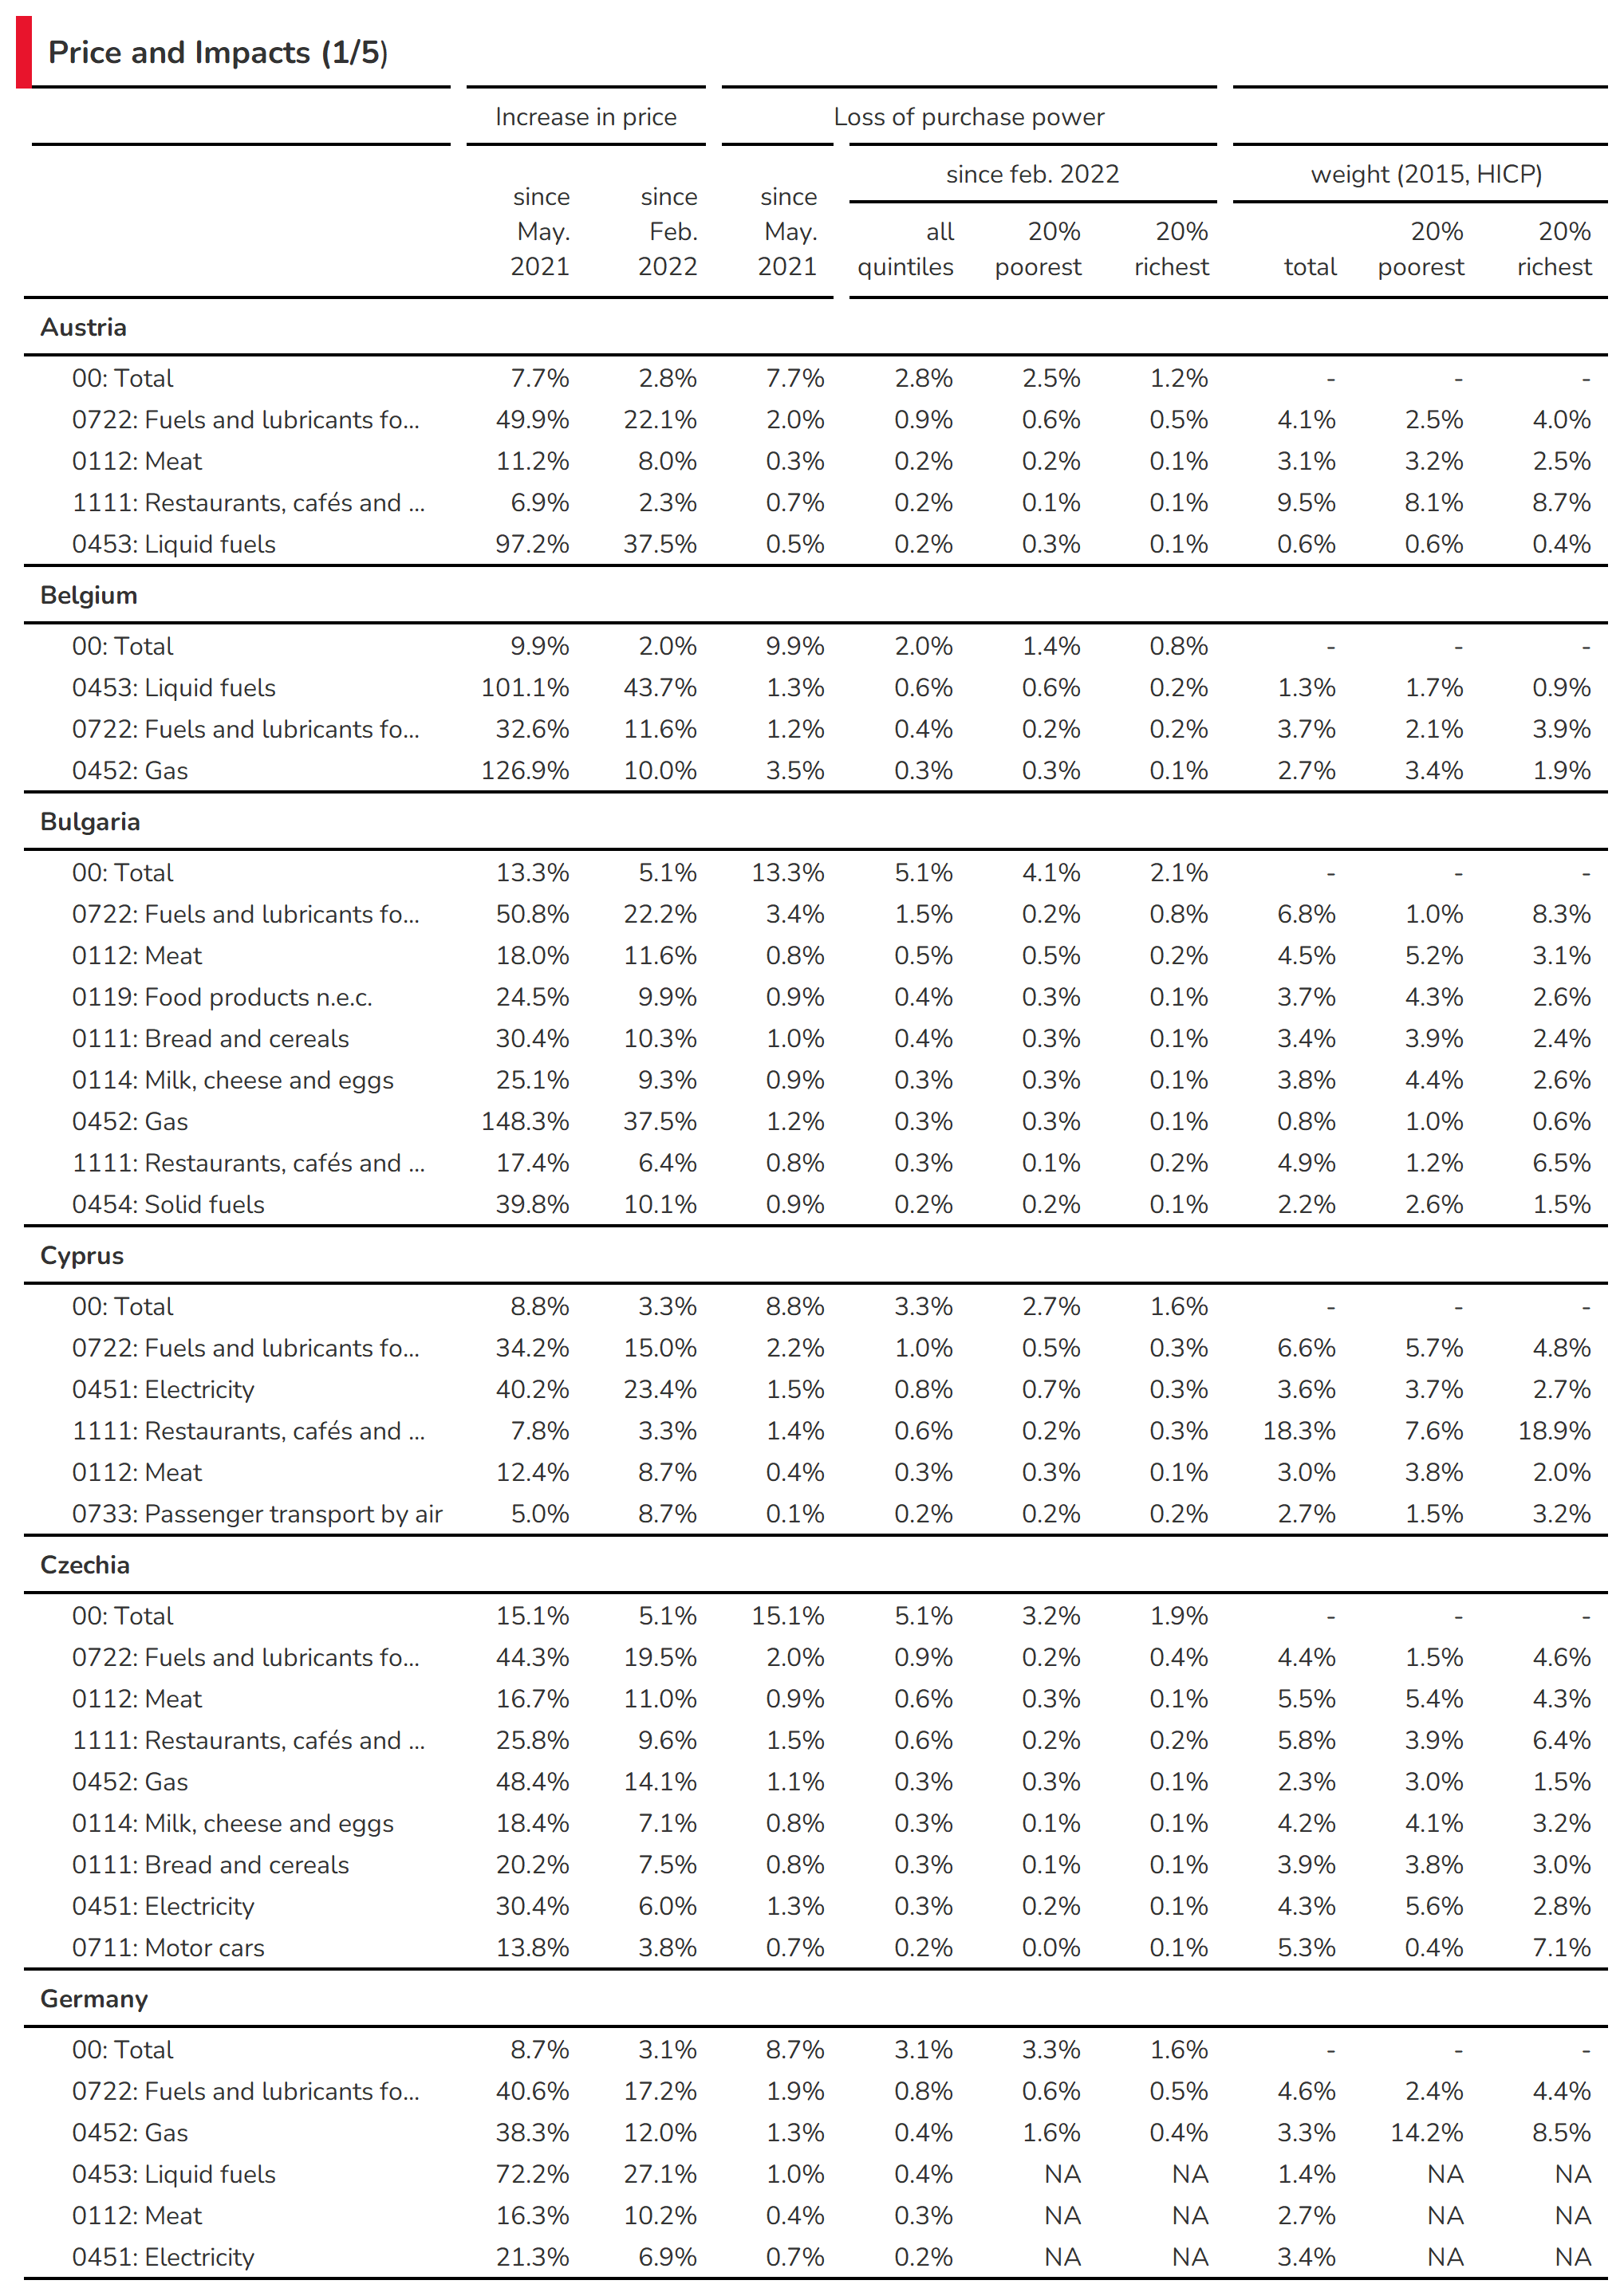 Price and Impacts (1/5)
Increase in price Loss of purchase power
since feb. 2022 weight (2015, HICP)
since since since
May. Feb. May. all 20% 20% 20% 20%
2021 2022 2021 quintiles poorest richest total poorest richest
Austria
00: Total 7.7% 2.8% 7.7% 2.8% 2.5% 1.2% - - -
0722: Fuels and lubricants fo... 49.9% 22.1% 2.0% 0.9% 0.6% 0.5% 4.1% 2.5% 4.0%
0112: Meat 11.2% 8.0% 0.3% 0.2% 0.2% 0.1% 3.1% 3.2% 2.5%
1111: Restaurants, cafés and ... 6.9% 2.3% 0.7% 0.2% 0.1% 0.1% 9.5% 8.1% 8.7%
0453: Liquid fuels 97.2% 37.5% 0.5% 0.2% 0.3% 0.1% 0.6% 0.6% 0.4%
Belgium
00: Total 9.9% 2.0% 9.9% 2.0% 1.4% 0.8% - - -
0453: Liquid fuels 101.1% 43.7% 1.3% 0.6% 0.6% 0.2% 1.3% 1.7% 0.9%
0722: Fuels and lubricants fo... 32.6% 11.6% 1.2% 0.4% 0.2% 0.2% 3.7% 2.1% 3.9%
0452: Gas 126.9% 10.0% 3.5% 0.3% 0.3% 0.1% 2.7% 3.4% 1.9%
Bulgaria
00: Total 13.3% 5.1% 13.3% 5.1% 4.1% 2.1% - - -
0722: Fuels and lubricants fo... 50.8% 22.2% 3.4% 1.5% 0.2% 0.8% 6.8% 1.0% 8.3%
0112: Meat 18.0% 11.6% 0.8% 0.5% 0.5% 0.2% 4.5% 5.2% 3.1%
0119: Food products n.e.c. 24.5% 9.9% 0.9% 0.4% 0.3% 0.1% 3.7% 4.3% 2.6%
0111: Bread and cereals 30.4% 10.3% 1.0% 0.4% 0.3% 0.1% 3.4% 3.9% 2.4%
0114: Milk, cheese and eggs 25.1% 9.3% 0.9% 0.3% 0.3% 0.1% 3.8% 4.4% 2.6%
0452: Gas 148.3% 37.5% 1.2% 0.3% 0.3% 0.1% 0.8% 1.0% 0.6%
1111: Restaurants, cafés and ... 17.4% 6.4% 0.8% 0.3% 0.1% 0.2% 4.9% 1.2% 6.5%
0454: Solid fuels 39.8% 10.1% 0.9% 0.2% 0.2% 0.1% 2.2% 2.6% 1.5%
Cyprus
00: Total 8.8% 3.3% 8.8% 3.3% 2.7% 1.6% - - -
0722: Fuels and lubricants fo... 34.2% 15.0% 2.2% 1.0% 0.5% 0.3% 6.6% 5.7% 4.8%
0451: Electricity 40.2% 23.4% 1.5% 0.8% 0.7% 0.3% 3.6% 3.7% 2.7%
1111: Restaurants, cafés and ... 7.8% 3.3% 1.4% 0.6% 0.2% 0.3% 18.3% 7.6% 18.9%
0112: Meat 12.4% 8.7% 0.4% 0.3% 0.3% 0.1% 3.0% 3.8% 2.0%
0733: Passenger transport by air 5.0% 8.7% 0.1% 0.2% 0.2% 0.2% 2.7% 1.5% 3.2%
Czechia
00: Total 15.1% 5.1% 15.1% 5.1% 3.2% 1.9% - - -
0722: Fuels and lubricants fo... 44.3% 19.5% 2.0% 0.9% 0.2% 0.4% 4.4% 1.5% 4.6%
0112: Meat 16.7% 11.0% 0.9% 0.6% 0.3% 0.1% 5.5% 5.4% 4.3%
1111: Restaurants, cafés and ... 25.8% 9.6% 1.5% 0.6% 0.2% 0.2% 5.8% 3.9% 6.4%
0452: Gas 48.4% 14.1% 1.1% 0.3% 0.3% 0.1% 2.3% 3.0% 1.5%
0114: Milk, cheese and eggs 18.4% 7.1% 0.8% 0.3% 0.1% 0.1% 4.2% 4.1% 3.2%
0111: Bread and cereals 20.2% 7.5% 0.8% 0.3% 0.1% 0.1% 3.9% 3.8% 3.0%
0451: Electricity 30.4% 6.0% 1.3% 0.3% 0.2% 0.1% 4.3% 5.6% 2.8%
0711: Motor cars 13.8% 3.8% 0.7% 0.2% 0.0% 0.1% 5.3% 0.4% 7.1%
Germany
00: Total 8.7% 3.1% 8.7% 3.1% 3.3% 1.6% - - -
0722: Fuels and lubricants fo... 40.6% 17.2% 1.9% 0.8% 0.6% 0.5% 4.6% 2.4% 4.4%
0452: Gas 38.3% 12.0% 1.3% 0.4% 1.6% 0.4% 3.3% 14.2% 8.5%
0453: Liquid fuels 72.2% 27.1% 1.0% 0.4% NA NA 1.4% NA NA
0112: Meat 16.3% 10.2% 0.4% 0.3% NA NA 2.7% NA NA
0451: Electricity 21.3% 6.9% 0.7% 0.2% NA NA 3.4% NA NA